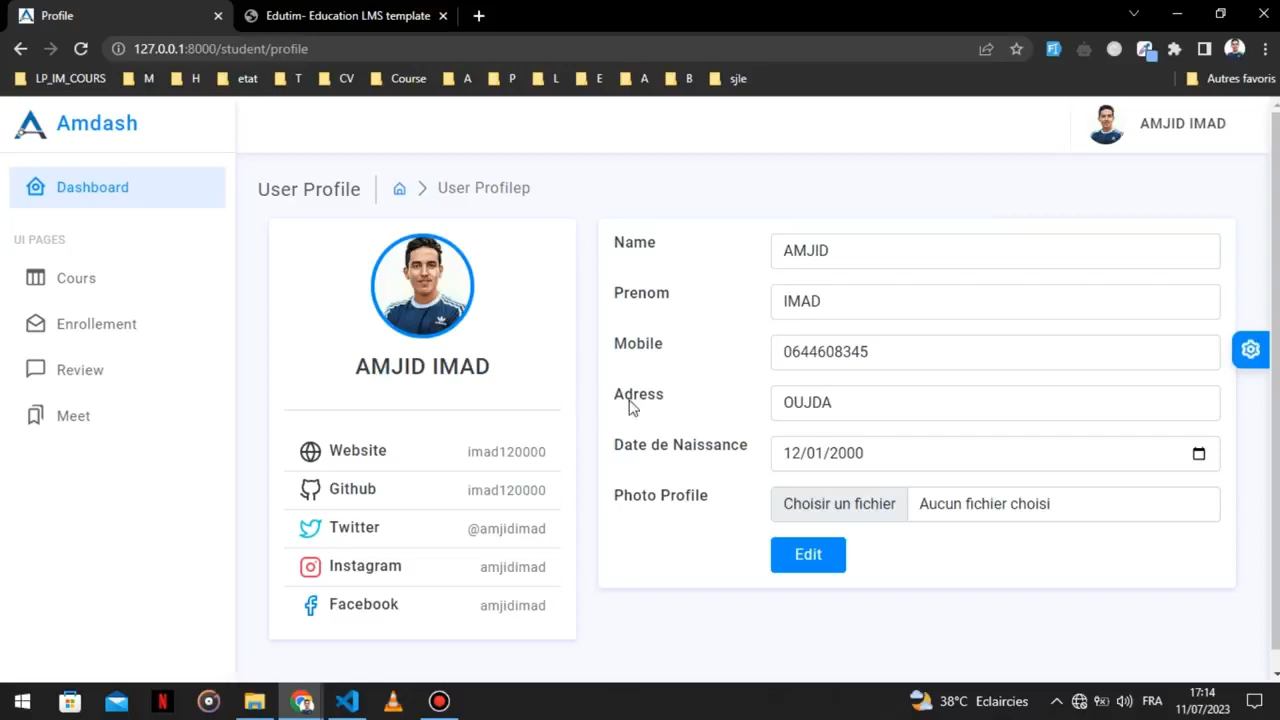 Profile
Edutim- Education LMS template
127.0.0.1:8000/student/profile
LP_IM_COURS M H etat T CV Course A P L E A B sjle Autres favoris
Amdash
AMJID IMAD
Dashboard
UI PAGES
Cours
Enrollement
Review
Meet
User Profile
User Profilep
AMJID IMAD
Website imad120000
Github imad120000
Twitter @amjidimad
Instagram amjidimad
Facebook amjidimad
Name AMJID
Prenom IMAD
Mobile 0644608345
Adress OUJDA
Date de Naissance 12/01/2000
Photo Profile Choisir un fichier Aucun fichier choisi
Edit
38°C Eclaircies
FRA
17:14
11/07/2023